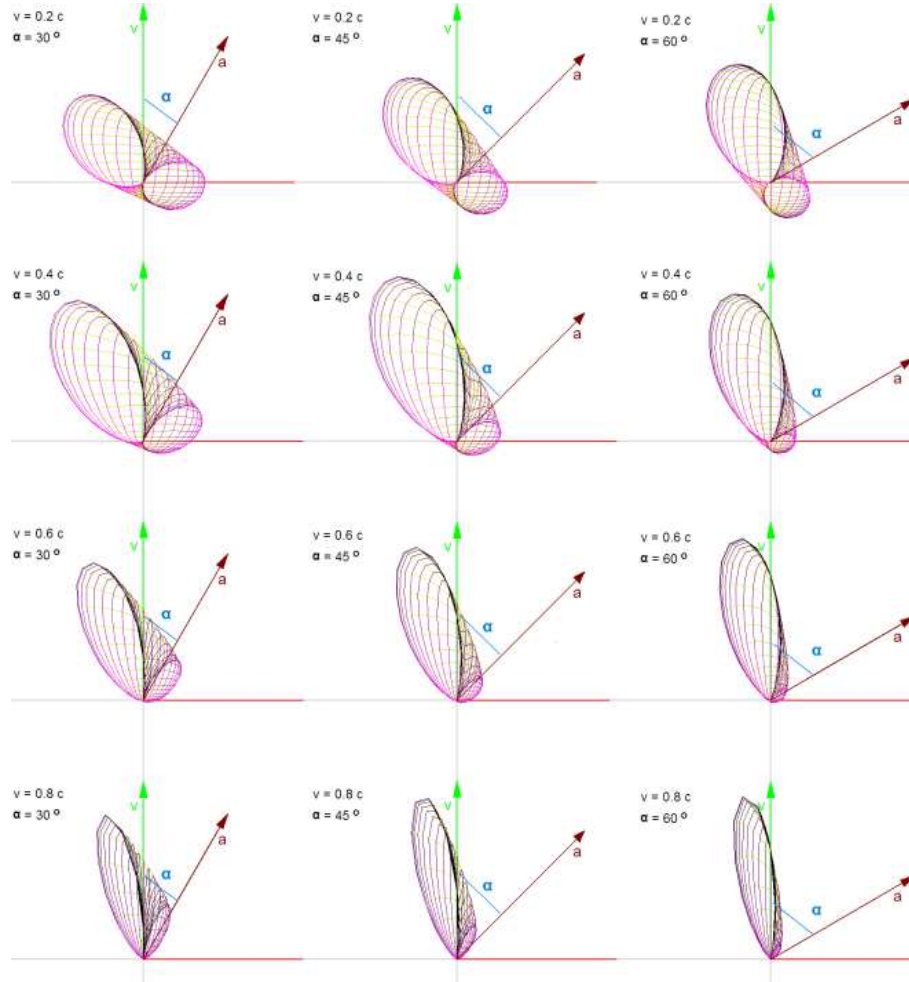 v = 0.2 c
α = 30 º
v
α
a
v = 0.2 c
α = 45 º
v
α
a
v = 0.2 c
α = 60 º
v
α
a
v = 0.4 c
α = 30 º
v
α
a
v = 0.4 c
α = 45 º
v
α
a
v = 0.4 c
α = 60 º
v
α
a
v = 0.6 c
α = 30 º
v
α
a
v = 0.6 c
α = 45 º
v
α
a
v = 0.6 c
α = 60 º
v
α
a
v = 0.8 c
α = 30 º
v
α
a
v = 0.8 c
α = 45 º
v
α
a
v = 0.8 c
α = 60 º
v
α
a